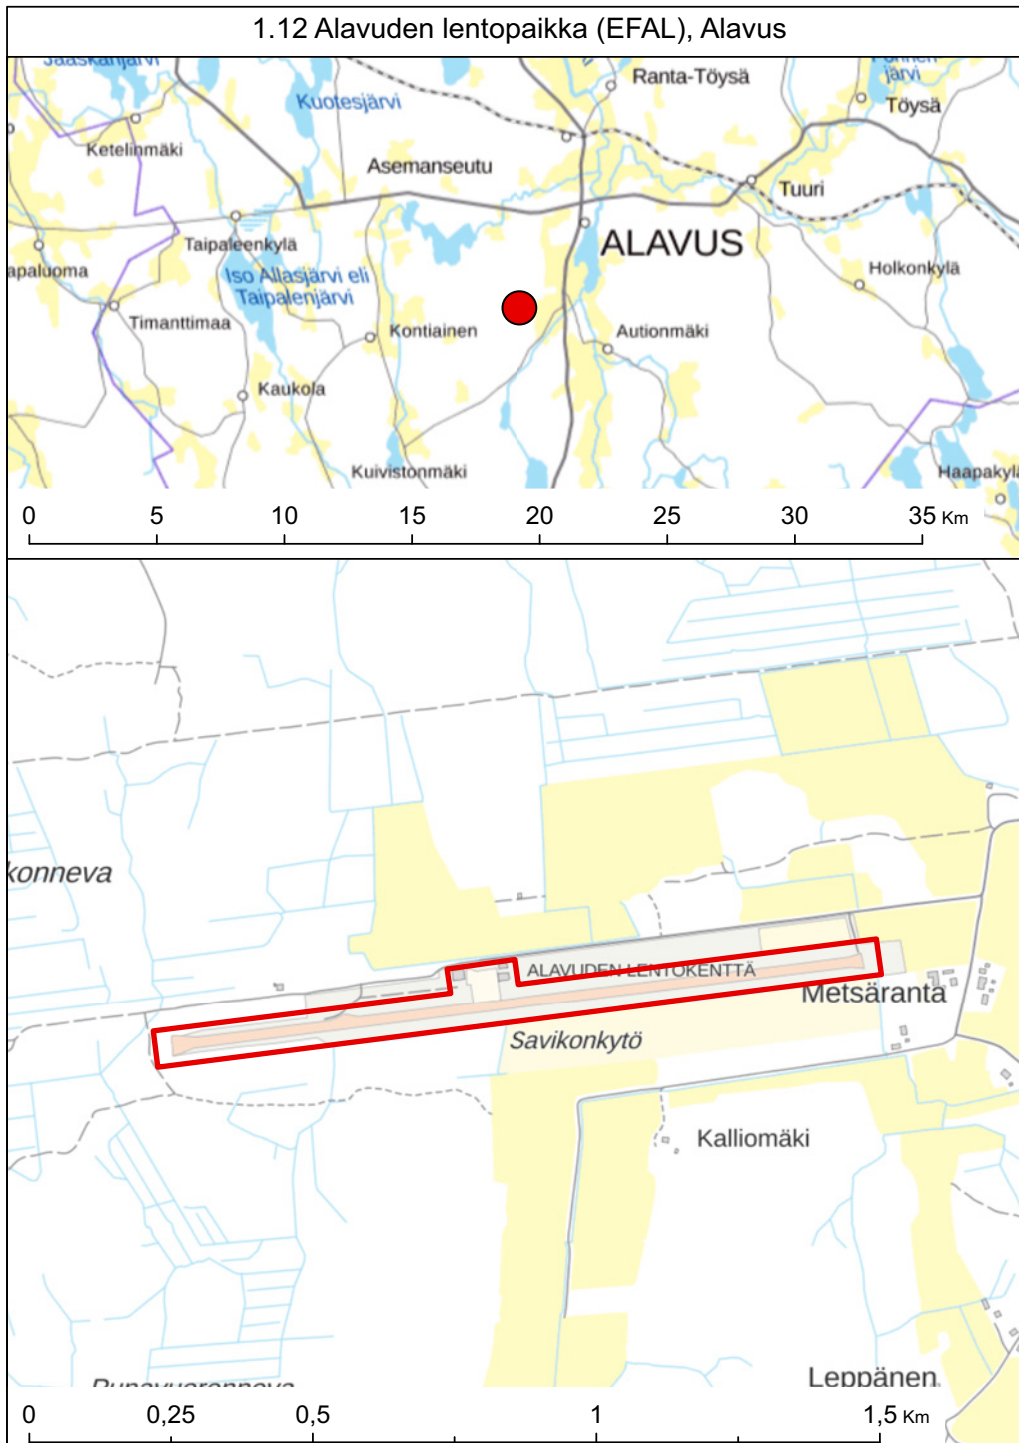 1.12 Alavuden lentopaikka (EFAL), Alavus
Ranta-Töysä
järvi
Kuotesjärvi
Töysä
Ketelinmäki
Asemanseutu
Tuuri
ALAVUS
Taipaleenkylä
apaluoma
Iso Allasjärvi eli
Taipalenjärvi
Holkonkylä
Timanttimaa
Kontiainen
Autionmäki
Kaukola
Kuivistonmäki
Haapakylä
0 5 10 15 20 25 30 35 Km
konneva
ALAVUDEN LENTOKENTTÄ
Metsäranta
Savikonkytö
Kalliomäki
Leppänen
0 0,25 0,5 1 1,5 Km